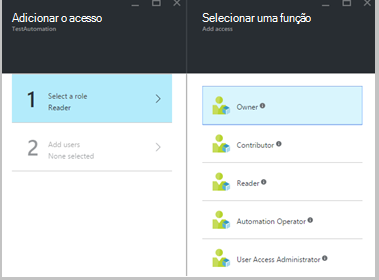 Adicionar o acesso
TestAutomation
1
Select a role
Reader
2
Add users
None selected
Selecionar uma função
Add access
Owner
Contributor
Reader
Automation Operator
User Access Administrator